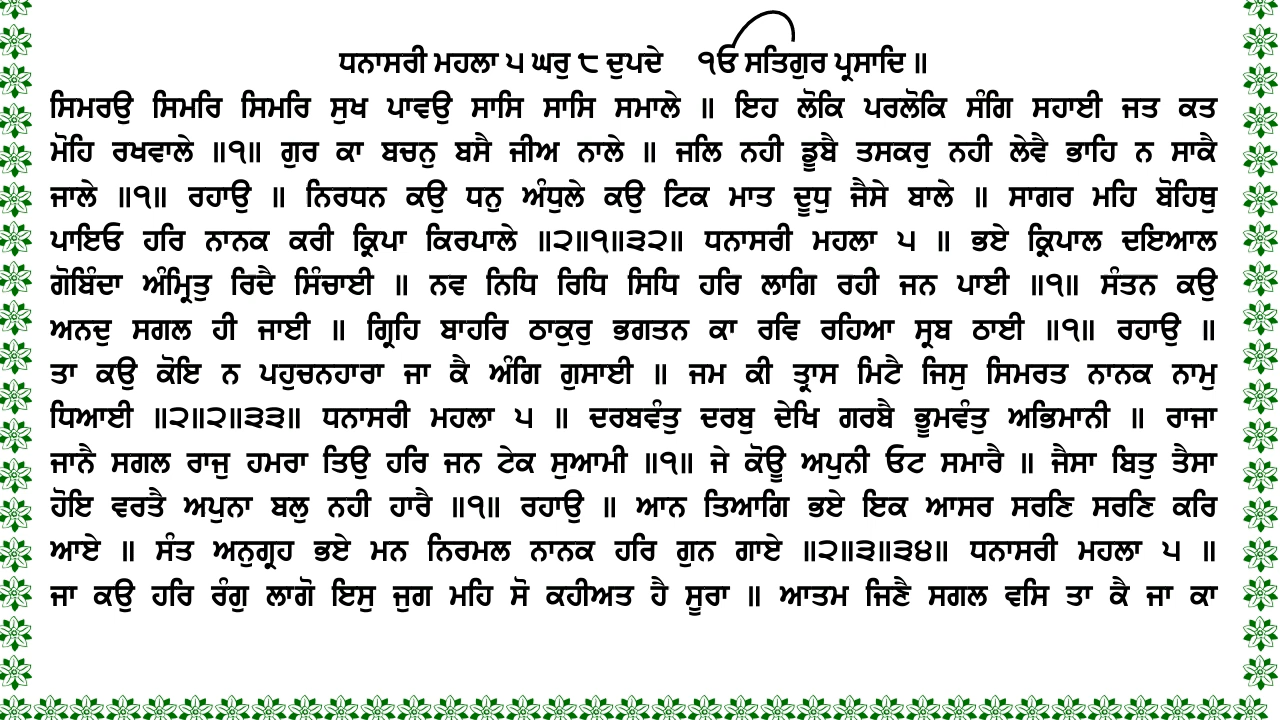 ਧਨਾਸਰੀ ਮਹਲਾ ੫ ਘਰੁ ੮ ਦੁਪਦੇ ੴ ਸਤਿਗੁਰ ਪ੍ਰਸਾਦਿ ॥
ਸਿਮਰਉ ਸਿਮਰਿ ਸਿਮਰਿ ਸੁਖ ਪਾਵਉ ਸਾਸਿ ਸਾਸਿ ਸਮਾਲੇ ॥ ਇਹ ਲੋਕਿ ਪਰਲੋਕਿ ਸੰਗਿ ਸਹਾਈ ਜਤ ਕਤ
ਮੋਹਿ ਰਖਵਾਲੇ ॥੧॥ ਗੁਰ ਕਾ ਬਚਨੁ ਬਸੈ ਜੀਅ ਨਾਲੇ ॥ ਜਲਿ ਨਹੀ ਡੂਬੈ ਤਸਕਰੁ ਨਹੀ ਲੇਵੈ ਭਾਹਿ ਨ ਸਾਕੈ
ਜਾਲੇ ॥੧॥ ਰਹਾਉ ॥ ਨਿਰਧਨ ਕਉ ਧਨੁ ਅੰਧੁਲੇ ਕਉ ਟਿਕ ਮਾਤ ਦੂਧੁ ਜੈਸੇ ਬਾਲੇ ॥ ਸਾਗਰ ਮਹਿ ਬੋਹਿਥੁ
ਪਾਇਓ ਹਰਿ ਨਾਨਕ ਕਰੀ ਕ੍ਰਿਪਾ ਕਿਰਪਾਲੇ ॥੨॥੧॥੩੨॥ ਧਨਾਸਰੀ ਮਹਲਾ ੫ ॥ ਭਏ ਕ੍ਰਿਪਾਲ ਦਇਆਲ
ਗੋਬਿੰਦਾ ਅੰਮ੍ਰਿਤੁ ਰਿਦੈ ਸਿੰਚਾਈ ॥ ਨਵ ਨਿਧਿ ਰਿਧਿ ਸਿਧਿ ਹਰਿ ਲਾਗਿ ਰਹੀ ਜਨ ਪਾਈ ॥੧॥ ਸੰਤਨ ਕਉ
ਅਨਦੁ ਸਗਲ ਹੀ ਜਾਈ ॥ ਗ੍ਰਿਹਿ ਬਾਹਰਿ ਠਾਕੁਰੁ ਭਗਤਨ ਕਾ ਰਵਿ ਰਹਿਆ ਸ੍ਰਬ ਠਾਈ ॥੧॥ ਰਹਾਉ ॥
ਤਾ ਕਉ ਕੋਇ ਨ ਪਹੁਚਨਹਾਰਾ ਜਾ ਕੈ ਅੰਗਿ ਗੁਸਾਈ ॥ ਜਮ ਕੀ ਤ੍ਰਾਸ ਮਿਟੈ ਜਿਸੁ ਸਿਮਰਤ ਨਾਨਕ ਨਾਮੁ
ਧਿਆਈ ॥੨॥੨॥੩੩॥ ਧਨਾਸਰੀ ਮਹਲਾ ੫ ॥ ਦਰਬਵੰਤੁ ਦਰਬੁ ਦੇਖਿ ਗਰਬੈ ਭੂਮਵੰਤੁ ਅਭਿਮਾਨੀ ॥ ਰਾਜਾ
ਜਾਨੈ ਸਗਲ ਰਾਜੁ ਹਮਰਾ ਤਿਉ ਹਰਿ ਜਨ ਟੇਕ ਸੁਆਮੀ ॥੧॥ ਜੇ ਕੋਊ ਅਪੁਨੀ ਓਟ ਸਮਾਰੈ ॥ ਜੈਸਾ ਬਿਤੁ ਤੈਸਾ
ਹੋਇ ਵਰਤੈ ਅਪੁਨਾ ਬਲੁ ਨਹੀ ਹਾਰੈ ॥੧॥ ਰਹਾਉ ॥ ਆਨ ਤਿਆਗਿ ਭਏ ਇਕ ਆਸਰ ਸਰਣਿ ਸਰਣਿ ਕਰਿ
ਆਏ ॥ ਸੰਤ ਅਨੁਗ੍ਰਹ ਭਏ ਮਨ ਨਿਰਮਲ ਨਾਨਕ ਹਰਿ ਗੁਨ ਗਾਏ ॥੨॥੩॥੩੪॥ ਧਨਾਸਰੀ ਮਹਲਾ ੫ ॥
ਜਾ ਕਉ ਹਰਿ ਰੰਗੁ ਲਾਗੋ ਇਸੁ ਜੁਗ ਮਹਿ ਸੋ ਕਹੀਅਤ ਹੈ ਸੂਰਾ ॥ ਆਤਮ ਜਿਣੈ ਸਗਲ ਵਸਿ ਤਾ ਕੈ ਜਾ ਕਾ